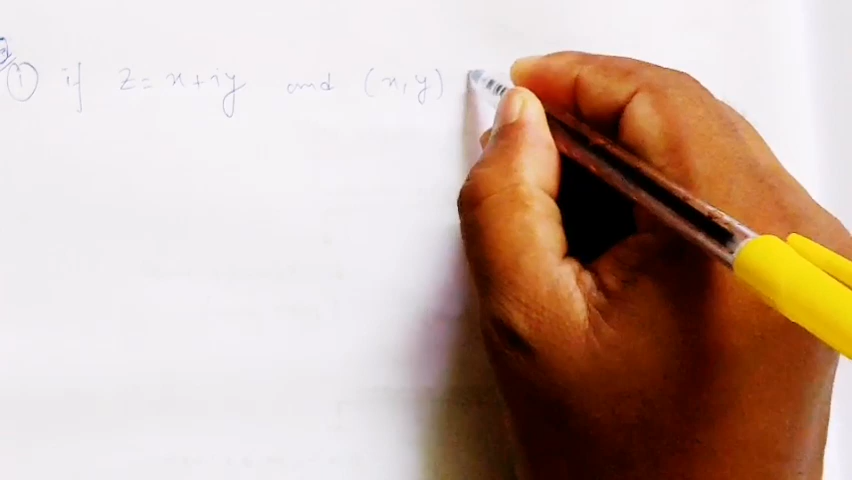 ① if z = x + iy and (x, y)